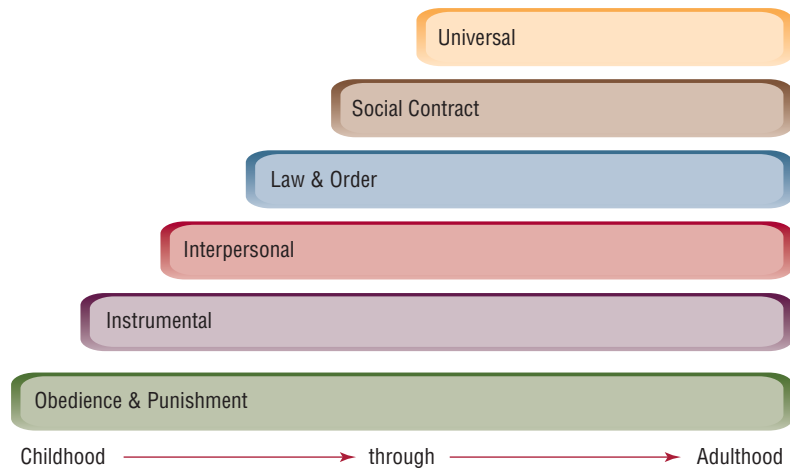 Universal
Social Contract
Law & Order
Interpersonal
Instrumental
Obedience & Punishment
Childhood through Adulthood